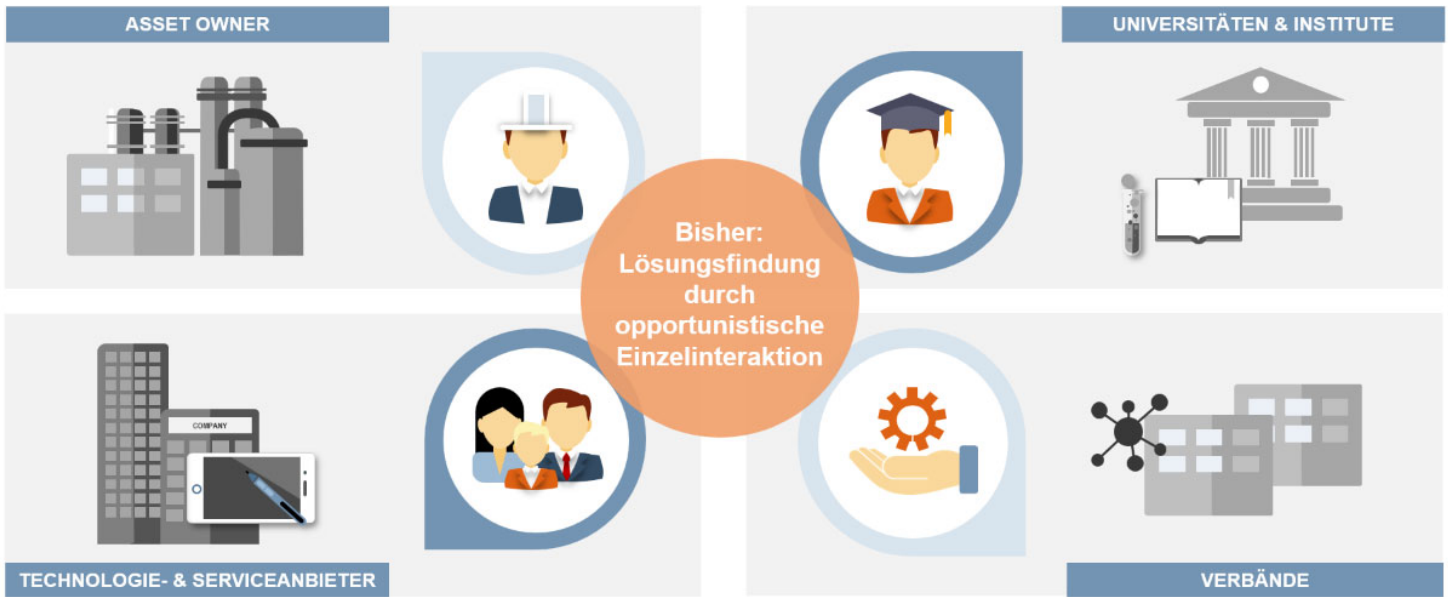 ASSET OWNER
UNIVERSITÄTEN & INSTITUTE
Bisher:
Lösungsfindung
durch
opportunistische
Einzelinteraktion
COMPANY
TECHNOLOGIE- & SERVICEANBIETER
VERBÄNDE